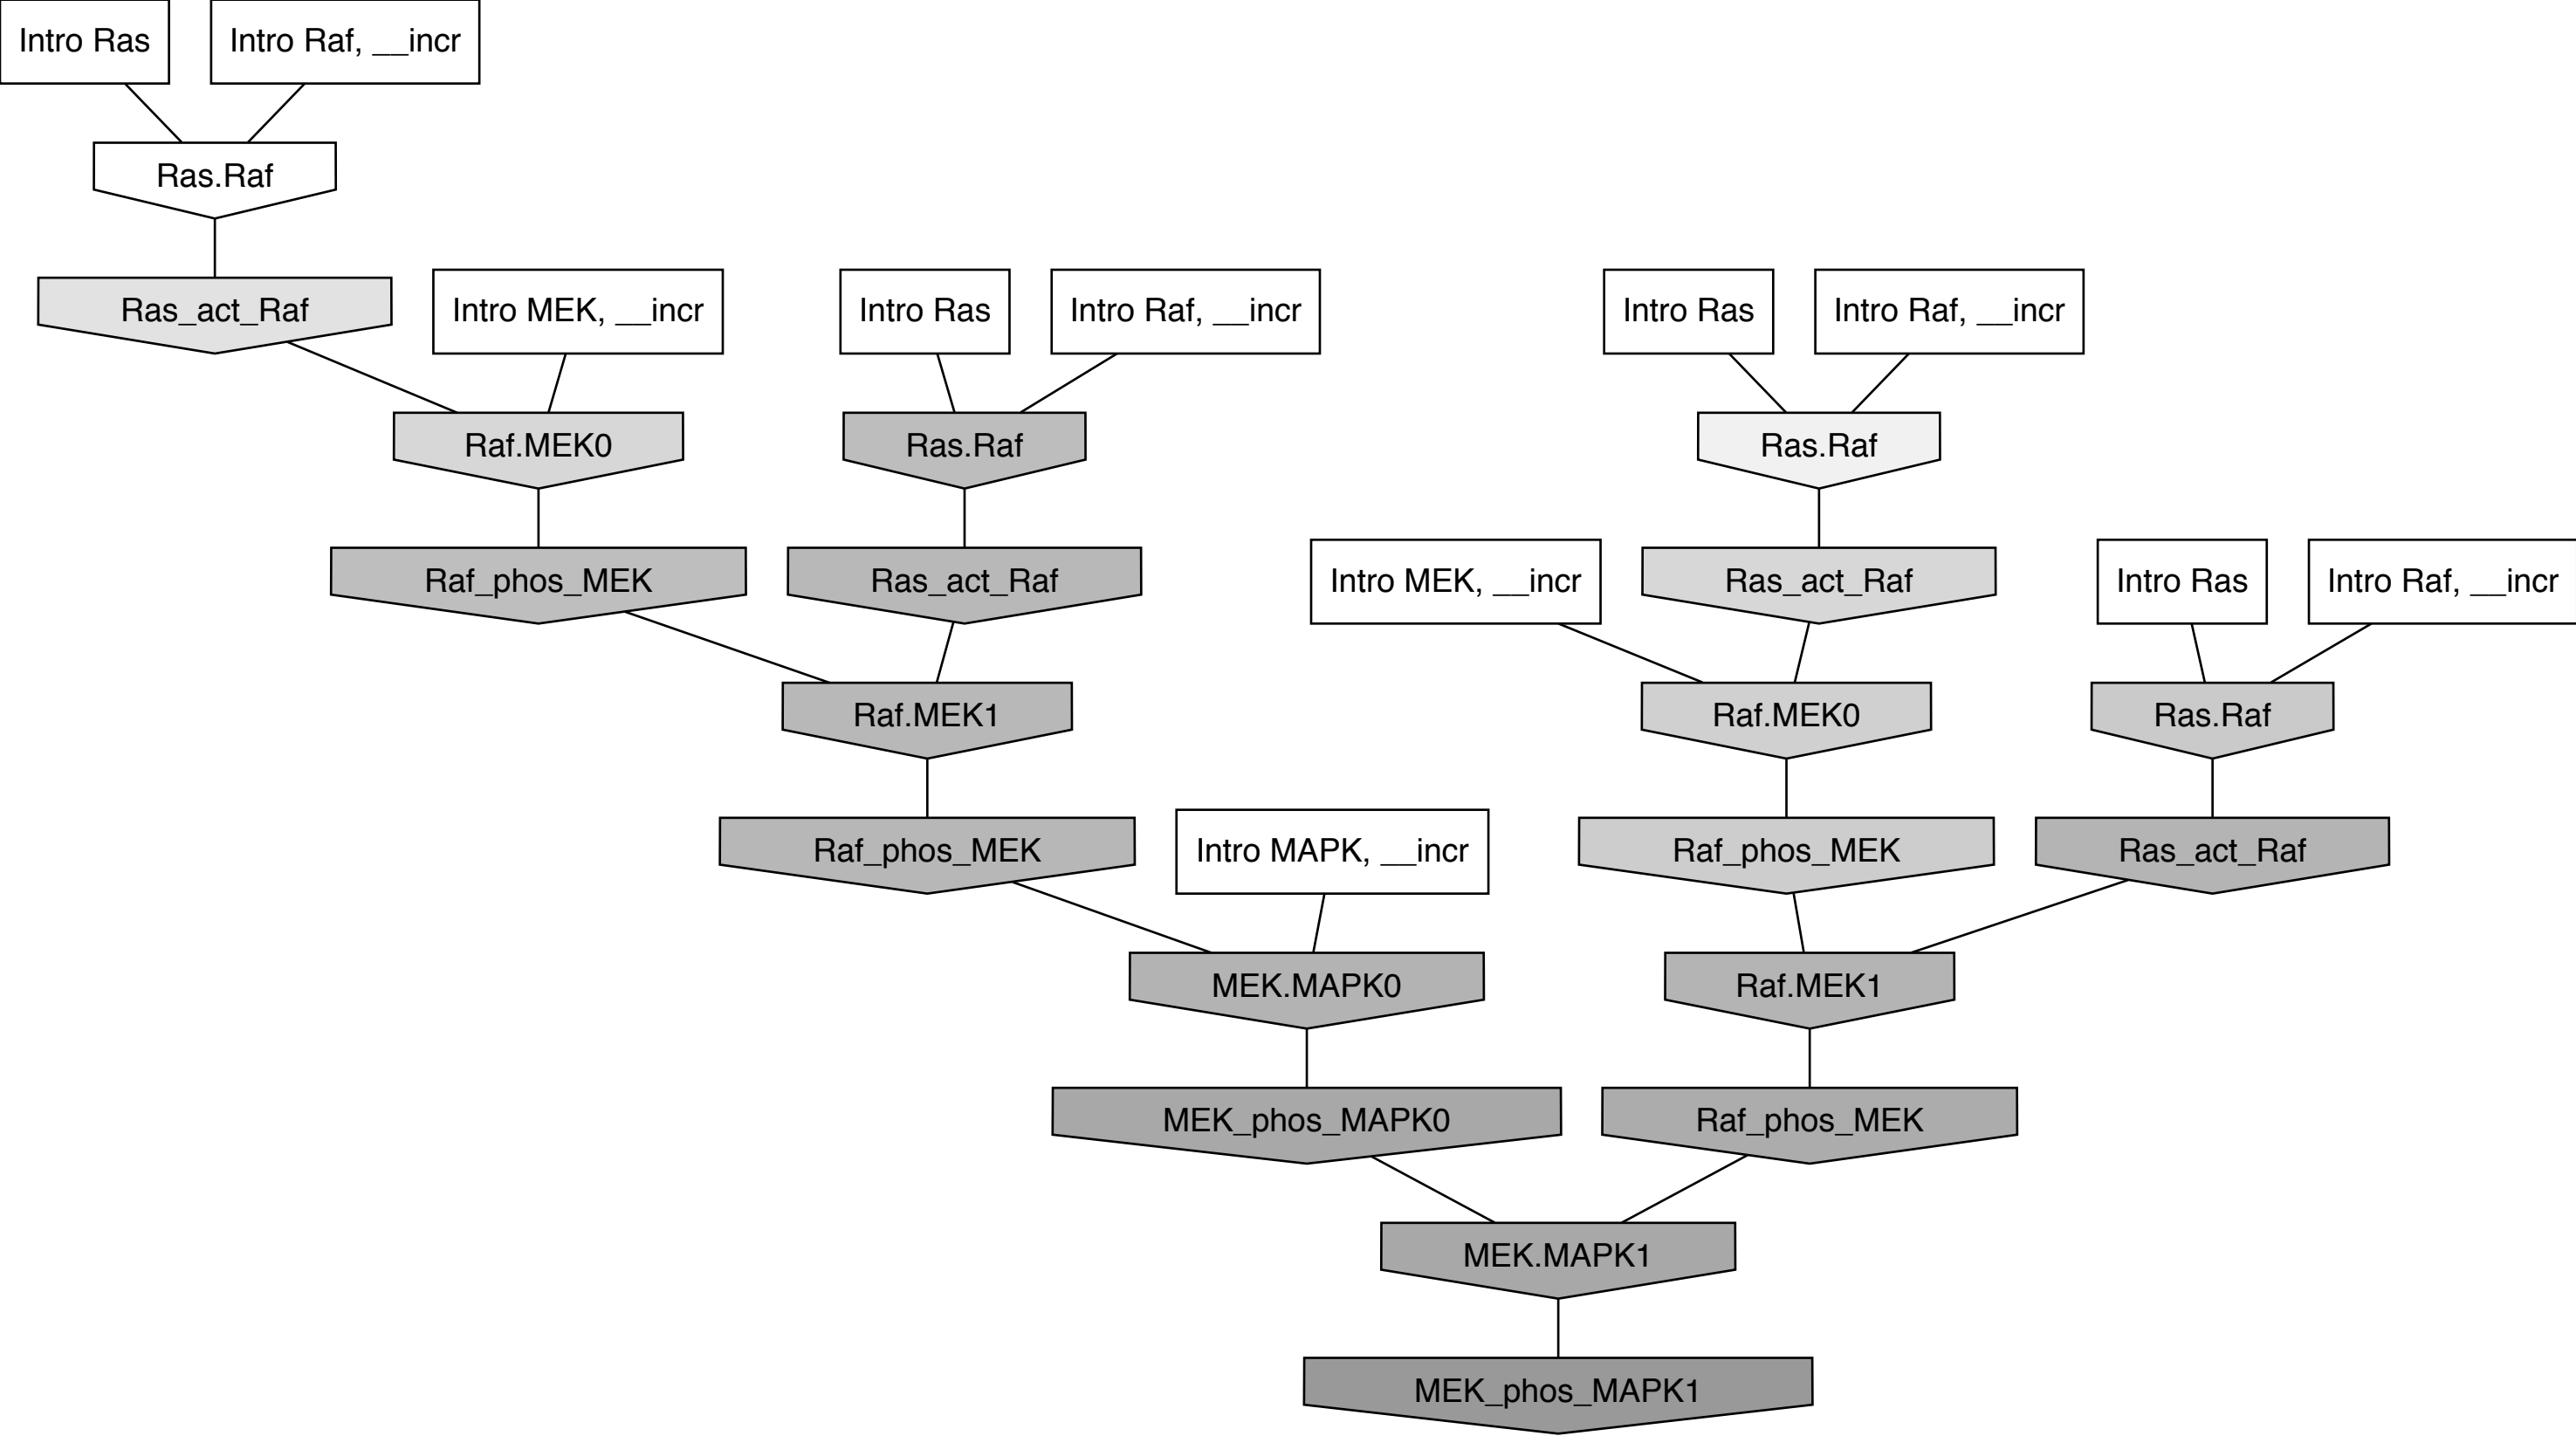 Intro Ras
Intro Raf, __incr
Ras.Raf
Ras_act_Raf
Intro MEK, __incr
Intro Ras
Intro Raf, __incr
Intro Ras
Intro Raf, __incr
Raf.MEK0
Ras.Raf
Ras.Raf
Raf_phos_MEK
Ras_act_Raf
Intro MEK, __incr
Ras_act_Raf
Intro Ras
Intro Raf, __incr
Raf.MEK1
Raf.MEK0
Ras.Raf
Raf_phos_MEK
Intro MAPK, __incr
Raf_phos_MEK
Ras_act_Raf
MEK.MAPK0
Raf.MEK1
MEK_phos_MAPK0
Raf_phos_MEK
MEK.MAPK1
MEK_phos_MAPK1